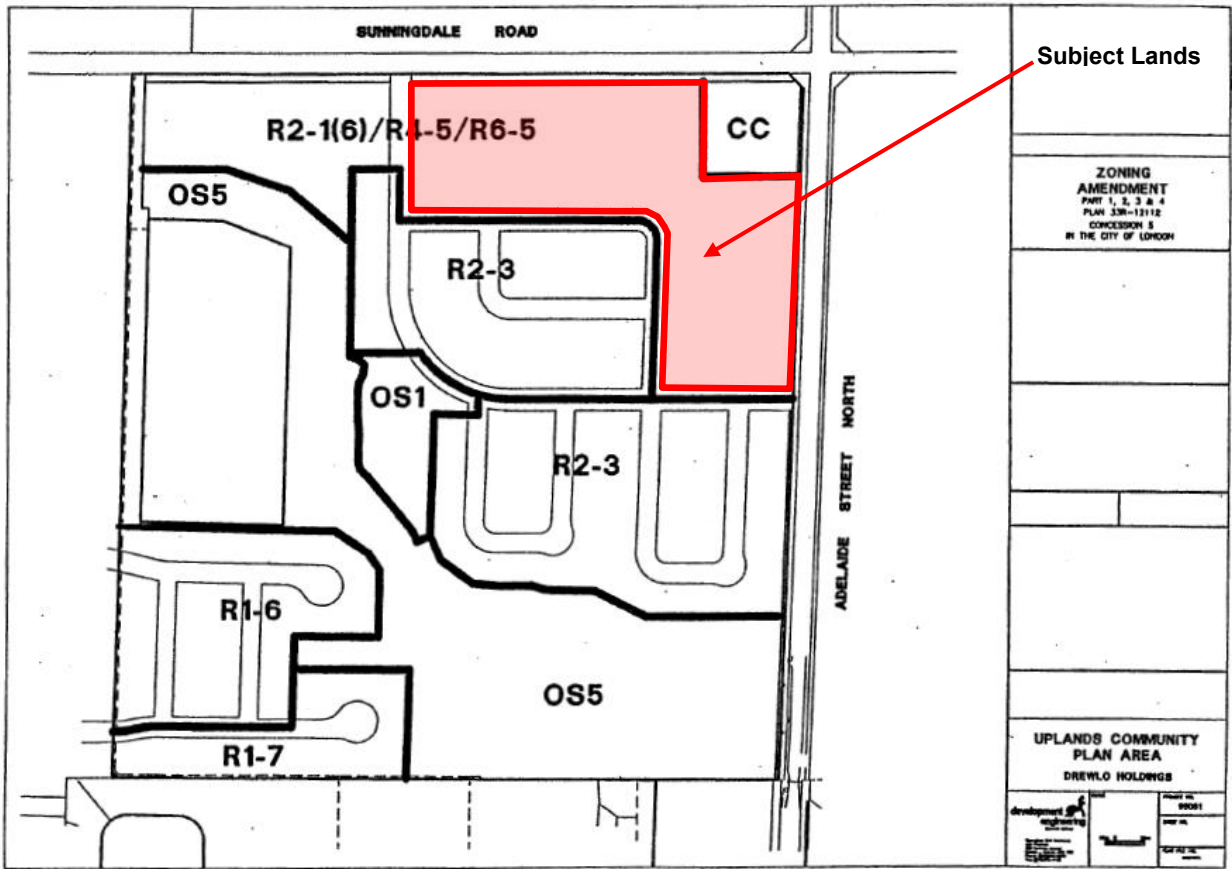 SUNNINGDALE ROAD
Subject Lands
R2-1(6)/R4-5/R6-5
CC
OS5
R2-3
OS1
R2-3
ADELAIDE STREET NORTH
R1-6
OS5
R1-7
ZONING
AMENDMENT
PART 1, 2, 3 & 4
PLAN 33R-12112
CONCESSION 5
IN THE CITY OF LONDON
UPLANDS COMMUNITY
PLAN AREA
DREWLO HOLDINGS
development
engineering